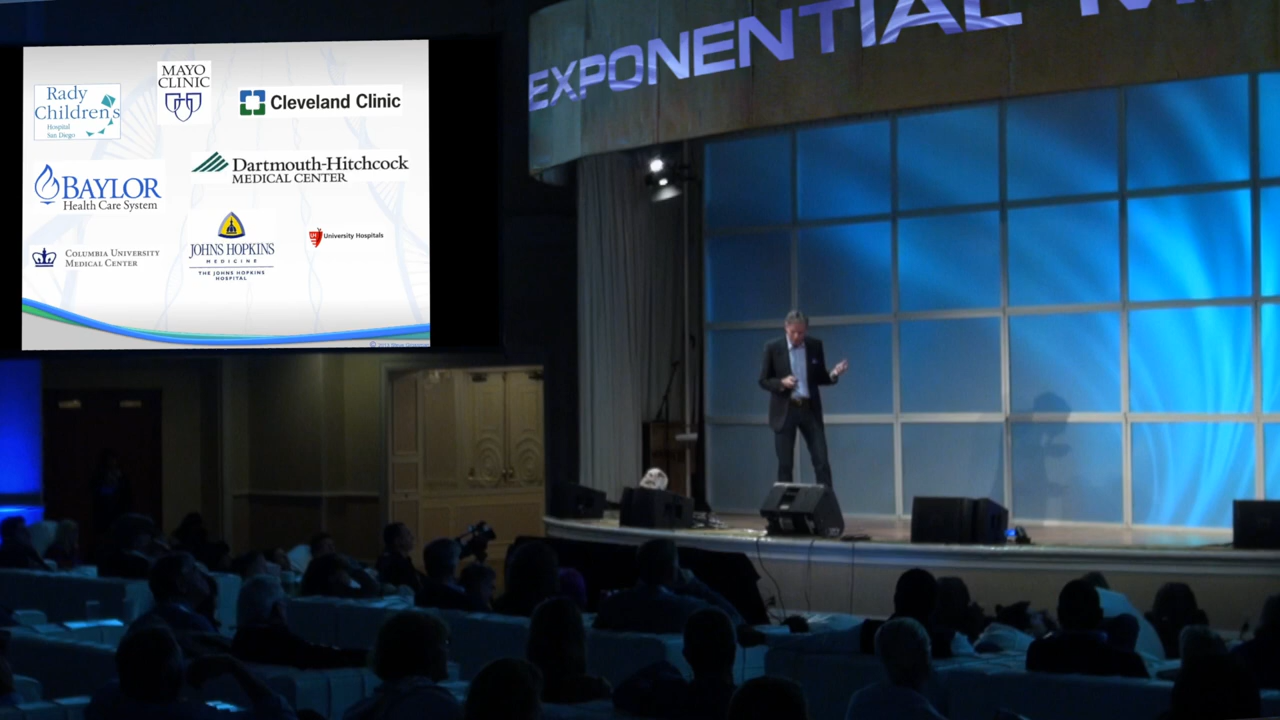 EXPONENTIAL
Rady
Children's
Hospital
San Diego
MAYO
CLINIC
Cleveland Clinic
BAYLOR
Health Care System
Dartmouth-Hitchcock
MEDICAL CENTER
COLUMBIA UNIVERSITY
MEDICAL CENTER
JOHNS HOPKINS
MEDICINE
THE JOHNS HOPKINS
HOSPITAL
University Hospitals